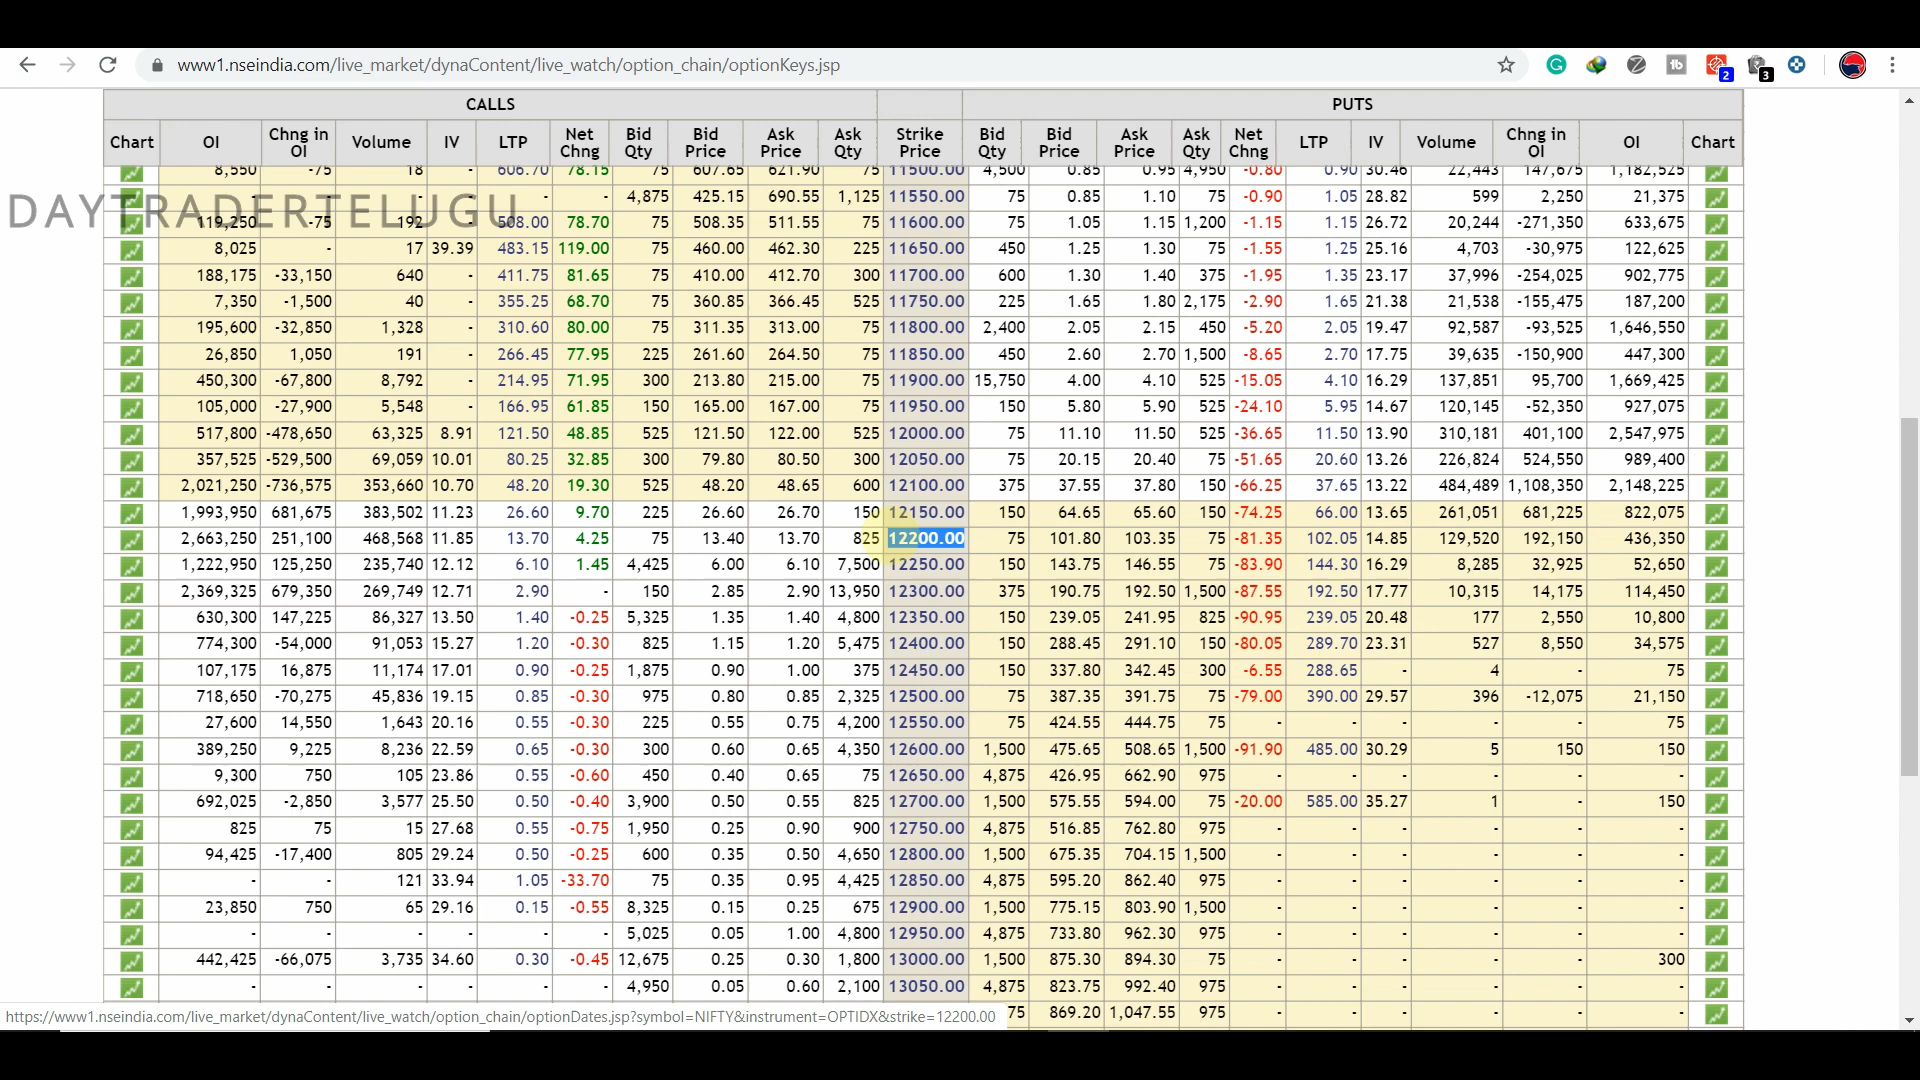 www1.nseindia.com/live_market/dynaContent/live_watch/option_chain/optionKeys.jsp
2 3
CALLS PUTS
Chart OI Chng in OI Volume IV LTP Net Chng Bid Qty Bid Price Ask Price Ask Qty Strike Price Bid Qty Bid Price Ask Price Ask Qty Net Chng LTP IV Volume Chng in OI OI Chart
8,550 -75 18 - 606.70 78.15 75 607.65 621.90 75 11500.00 4,500 0.85 0.95 4,950 -0.80 0.90 30.46 22,443 147,675 1,182,525
- - - - - - 4,875 425.15 690.55 1,125 11550.00 75 0.85 1.10 75 -0.90 1.05 28.82 599 2,250 21,375
DAYTRADERTELUGU
119,250 -75 192 - 508.00 78.70 75 508.35 511.55 75 11600.00 75 1.05 1.15 1,200 -1.15 1.15 26.72 20,244 -271,350 633,675
8,025 - 17 39.39 483.15 119.00 75 460.00 462.30 225 11650.00 450 1.25 1.30 75 -1.55 1.25 25.16 4,703 -30,975 122,625
188,175 -33,150 640 - 411.75 81.65 75 410.00 412.70 300 11700.00 600 1.30 1.40 375 -1.95 1.35 23.17 37,996 -254,025 902,775
7,350 -1,500 40 - 355.25 68.70 75 360.85 366.45 525 11750.00 225 1.65 1.80 2,175 -2.90 1.65 21.38 21,538 -155,475 187,200
195,600 -32,850 1,328 - 310.60 80.00 75 311.35 313.00 75 11800.00 2,400 2.05 2.15 450 -5.20 2.05 19.47 92,587 -93,525 1,646,550
26,850 1,050 191 - 266.45 77.95 225 261.60 264.50 75 11850.00 450 2.60 2.70 1,500 -8.65 2.70 17.75 39,635 -150,900 447,300
450,300 -67,800 8,792 - 214.95 71.95 300 213.80 215.00 75 11900.00 15,750 4.00 4.10 525 -15.05 4.10 16.29 137,851 95,700 1,669,425
105,000 -27,900 5,548 - 166.95 61.85 150 165.00 167.00 75 11950.00 150 5.80 5.90 525 -24.10 5.95 14.67 120,145 -52,350 927,075
517,800 -478,650 63,325 8.91 121.50 48.85 525 121.50 122.00 525 12000.00 75 11.10 11.50 525 -36.65 11.50 13.90 310,181 401,100 2,547,975
357,525 -529,500 69,059 10.01 80.25 32.85 300 79.80 80.50 300 12050.00 75 20.15 20.40 75 -51.65 20.60 13.26 226,824 524,550 989,400
2,021,250 -736,575 353,660 10.70 48.20 19.30 525 48.20 48.65 600 12100.00 375 37.55 37.80 150 -66.25 37.65 13.22 484,489 1,108,350 2,148,225
1,993,950 681,675 383,502 11.23 26.60 9.70 225 26.60 26.70 150 12150.00 150 64.65 65.60 150 -74.25 66.00 13.65 261,051 681,225 822,075
2,663,250 251,100 468,568 11.85 13.70 4.25 75 13.40 13.70 825 12200.00 75 101.80 103.35 75 -81.35 102.05 14.85 129,520 192,150 436,350
1,222,950 125,250 235,740 12.12 6.10 1.45 4,425 6.00 6.10 7,500 12250.00 150 143.75 146.55 75 -83.90 144.30 16.29 8,285 32,925 52,650
2,369,325 679,350 269,749 12.71 2.90 - 150 2.85 2.90 13,950 12300.00 375 190.75 192.50 1,500 -87.55 192.50 17.77 10,315 14,175 114,450
630,300 147,225 86,327 13.50 1.40 -0.25 5,325 1.35 1.40 4,800 12350.00 150 239.05 241.95 825 -90.95 239.05 20.48 177 2,550 10,800
774,300 -54,000 91,053 15.27 1.20 -0.30 825 1.15 1.20 5,475 12400.00 150 288.45 291.10 150 -80.05 289.70 23.31 527 8,550 34,575
107,175 16,875 11,174 17.01 0.90 -0.25 1,875 0.90 1.00 375 12450.00 150 337.80 342.45 300 -6.55 288.65 - 4 - 75
718,650 -70,275 45,836 19.15 0.85 -0.30 975 0.80 0.85 2,325 12500.00 75 387.35 391.75 75 -79.00 390.00 29.57 396 -12,075 21,150
27,600 14,550 1,643 20.16 0.55 -0.30 225 0.55 0.75 4,200 12550.00 75 424.55 444.75 75 - - - - - 75
389,250 9,225 8,236 22.59 0.65 -0.30 300 0.60 0.65 4,350 12600.00 1,500 475.65 508.65 1,500 -91.90 485.00 30.29 5 150 150
9,300 750 105 23.86 0.55 -0.60 450 0.40 0.65 75 12650.00 4,875 426.95 662.90 975 - - - - - -
692,025 -2,850 3,577 25.50 0.50 -0.40 3,900 0.50 0.55 825 12700.00 1,500 575.55 594.00 75 -20.00 585.00 35.27 1 - 150
825 75 15 27.68 0.55 -0.75 1,950 0.25 0.90 900 12750.00 4,875 516.85 762.80 975 - - - - - -
94,425 -17,400 805 29.24 0.50 -0.25 600 0.35 0.50 4,650 12800.00 1,500 675.35 704.15 1,500 - - - - - -
- - 121 33.94 1.05 -33.70 75 0.35 0.95 4,425 12850.00 4,875 595.20 862.40 975 - - - - - -
23,850 750 65 29.16 0.15 -0.55 8,325 0.15 0.25 675 12900.00 1,500 775.15 803.90 1,500 - - - - - -
- - - - - - 5,025 0.05 1.00 4,800 12950.00 4,875 733.80 962.30 975 - - - - - -
442,425 -66,075 3,735 34.60 0.30 -0.45 12,675 0.25 0.30 1,800 13000.00 1,500 875.30 894.30 75 - - - - - 300
- - - - - - 4,950 0.05 0.60 2,100 13050.00 4,875 823.75 992.40 975 - - - - - -
https://www1.nseindia.com/live_market/dynaContent/live_watch/option_chain/optionDates.jsp?symbol=NIFTY&instrument=OPTIDX&strike=12200.00 75 869.20 1,047.55 975 - - - - - -